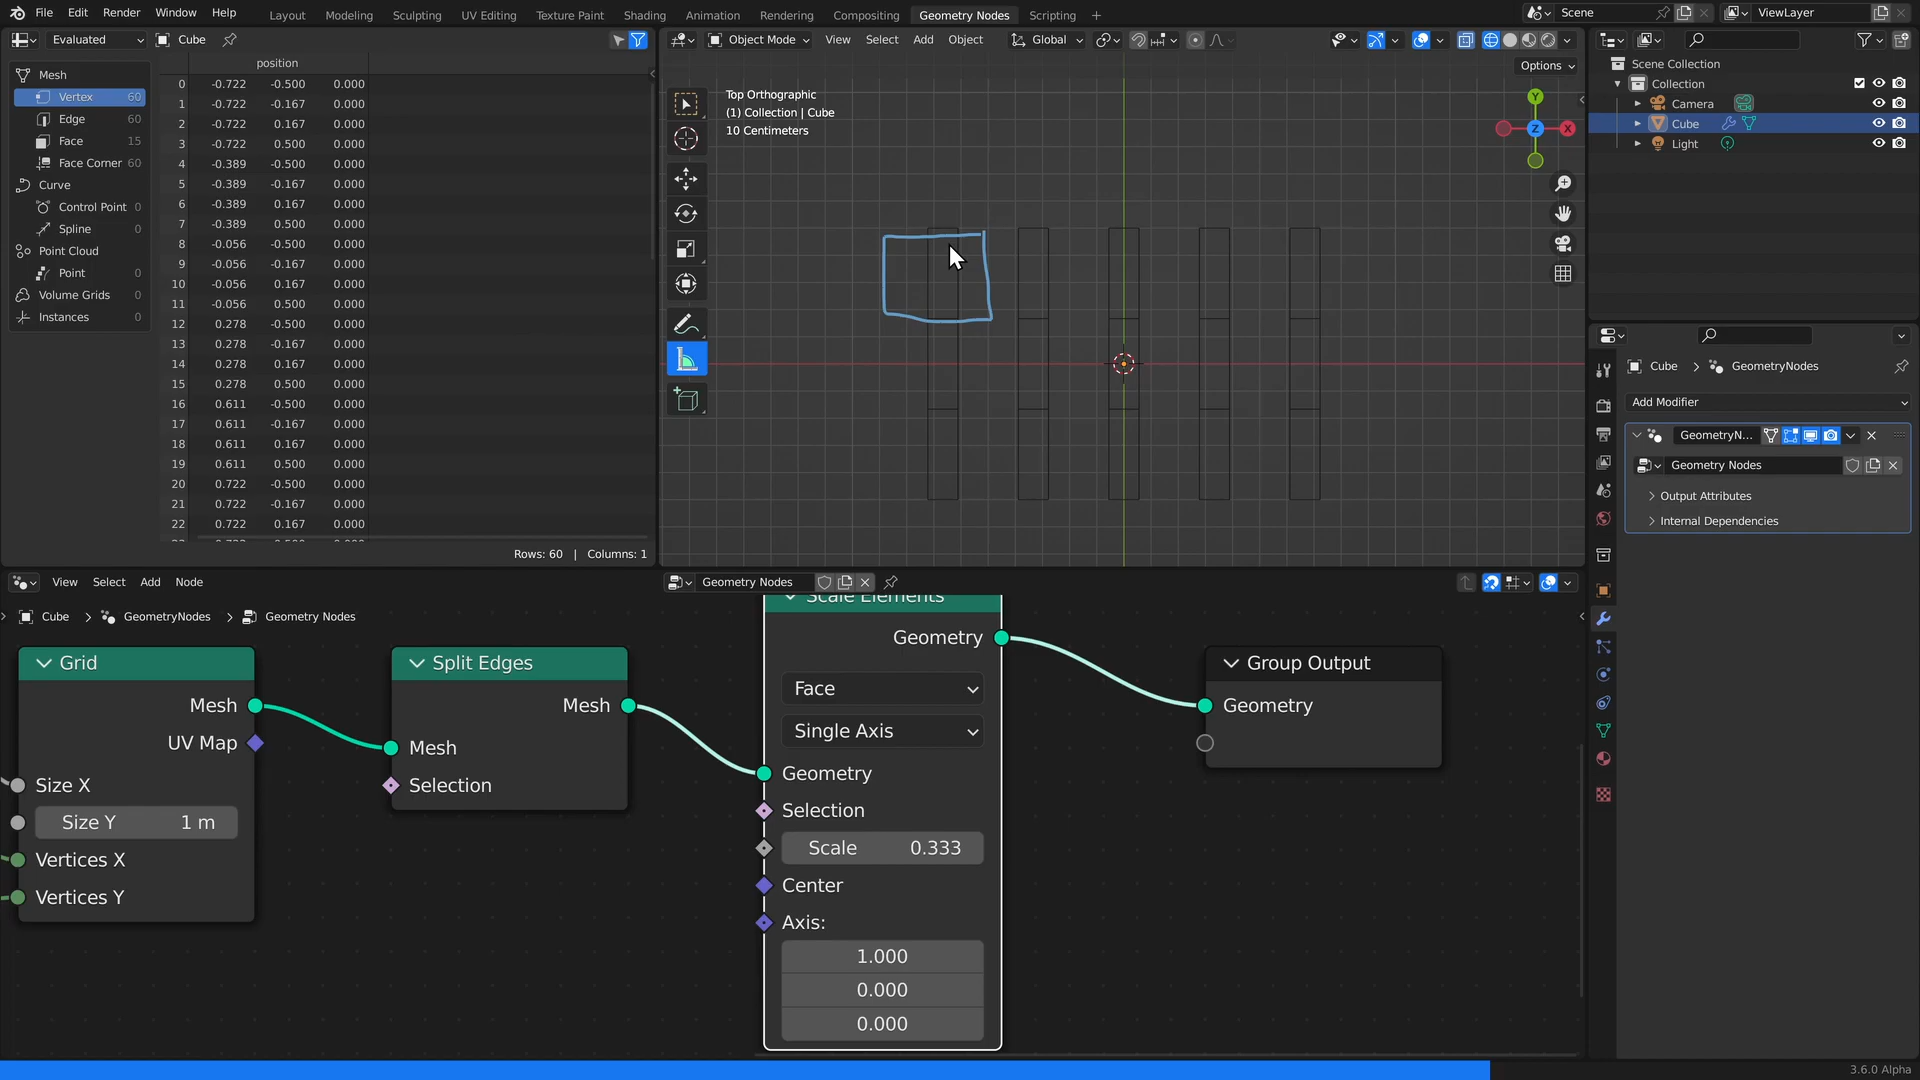 File Edit Render Window Help Layout Modeling Sculpting UV Editing Texture Paint Shading Animation Rendering Compositing Geometry Nodes Scripting + Scene ViewLayer
Evaluated Cube
Object Mode View Select Add Object Global
Options
position
Mesh
Vertex 60
Edge 60
Face 15
Face Corner 60
Curve
Control Point 0
Spline 0
Point Cloud
Point 0
Volume Grids 0
Instances 0
0 -0.722 -0.500 0.000
1 -0.722 -0.167 0.000
2 -0.722 0.167 0.000
3 -0.722 0.500 0.000
4 -0.389 -0.500 0.000
5 -0.389 -0.167 0.000
6 -0.389 0.167 0.000
7 -0.389 0.500 0.000
8 -0.056 -0.500 0.000
9 -0.056 -0.167 0.000
10 -0.056 0.167 0.000
11 -0.056 0.500 0.000
12 0.278 -0.500 0.000
13 0.278 -0.167 0.000
14 0.278 0.167 0.000
15 0.278 0.500 0.000
16 0.611 -0.500 0.000
17 0.611 -0.167 0.000
18 0.611 0.167 0.000
19 0.611 0.500 0.000
20 0.722 -0.500 0.000
21 0.722 -0.167 0.000
22 0.722 0.167 0.000
Rows: 60 | Columns: 1
Top Orthographic
(1) Collection | Cube
10 Centimeters
Y
Z X
Scene Collection
Collection
Camera
Cube
Light
Cube > GeometryNodes
Add Modifier
GeometryN...
Geometry Nodes
Output Attributes
Internal Dependencies
View Select Add Node Geometry Nodes
Cube > GeometryNodes > Geometry Nodes
Grid
Mesh
UV Map
Size X
Size Y 1 m
Vertices X
Vertices Y
Split Edges
Mesh
Mesh
Selection
Scale Elements
Geometry
Face
Single Axis
Geometry
Selection
Scale 0.333
Center
Axis:
1.000
0.000
0.000
Group Output
Geometry
3.6.0 Alpha